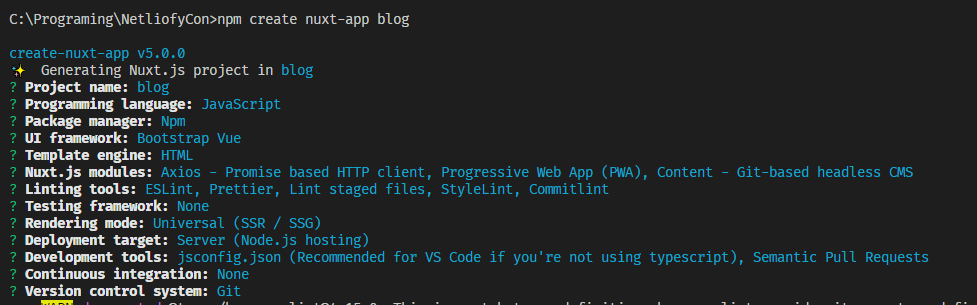 C:\Programing\NetliofyCon>npm create nuxt-app blog
create-nuxt-app v5.0.0
✨ Generating Nuxt.js project in blog
? Project name: blog
? Programming language: JavaScript
? Package manager: Npm
? UI framework: Bootstrap Vue
? Template engine: HTML
? Nuxt.js modules: Axios - Promise based HTTP client, Progressive Web App (PWA), Content - Git-based headless CMS
? Linting tools: ESLint, Prettier, Lint staged files, StyleLint, Commitlint
? Testing framework: None
? Rendering mode: Universal (SSR / SSG)
? Deployment target: Server (Node.js hosting)
? Development tools: jsconfig.json (Recommended for VS Code if you're not using typescript), Semantic Pull Requests
? Continuous integration: None
? Version control system: Git